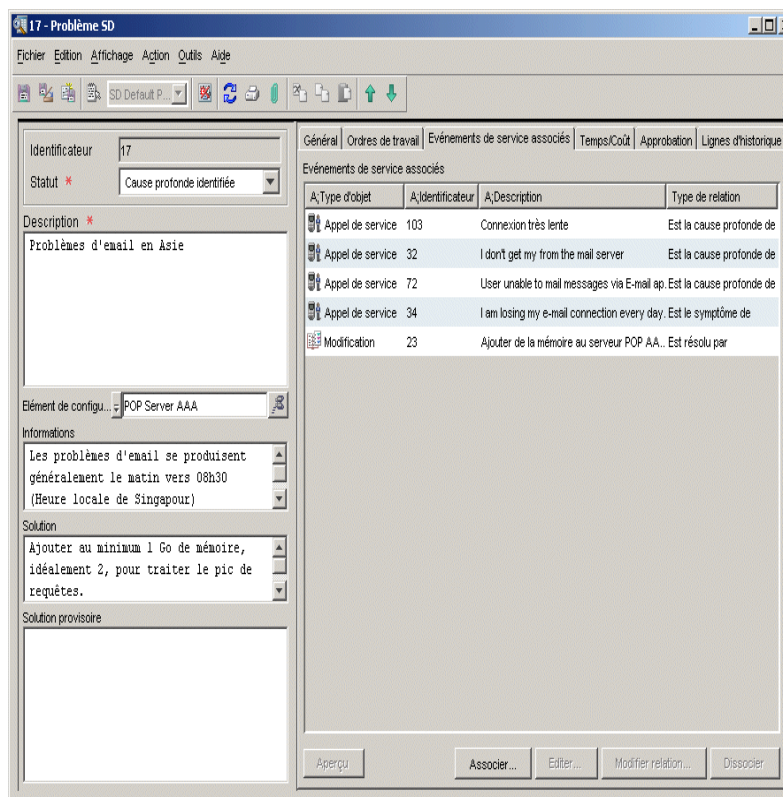 17 - Problème SD
Fichier Edition Affichage Action Outils Aide
SD Default P...
Identificateur 17
Statut * Cause profonde identifiée
Description *
Problèmes d'email en Asie
Elément de configu... POP Server AAA
Informations
Les problèmes d'email se produisent
généralement le matin vers 08h30
(Heure locale de Singapour)
Solution
Ajouter au minimum 1 Go de mémoire,
idéalement 2, pour traiter le pic de
requêtes.
Solution provisoire
Général Ordres de travail Evénements de service associés Temps/Coût Approbation Lignes d'historique
Evénements de service associés
A;Type d'objet A;Identificateur A;Description Type de relation
Appel de service 103 Connexion très lente Est la cause profonde de
Appel de service 32 I don't get my from the mail server Est la cause profonde de
Appel de service 72 User unable to mail messages via E-mail ap. Est la cause profonde de
Appel de service 34 I am losing my e-mail connection every day. Est le symptôme de
Modification 23 Ajouter de la mémoire au serveur POP AA... Est résolu par
Aperçu Associer... Editer... Modifier relation... Dissocier